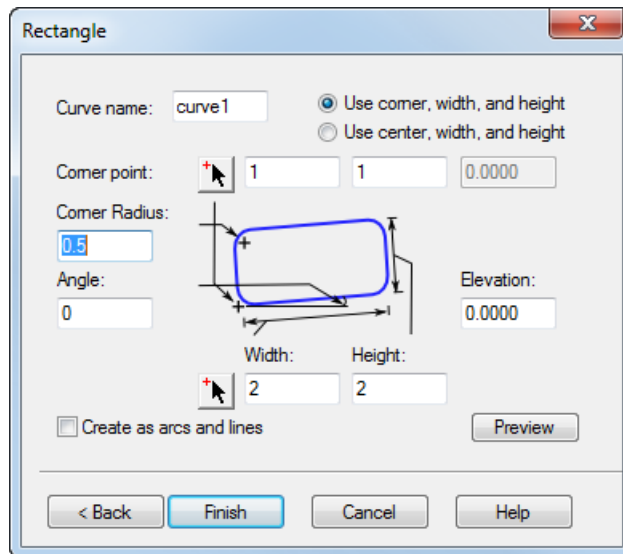 Rectangle
Curve name: curve1
Use corner, width, and height
Use center, width, and height
Corner point: 1 1 0.0000
Corner Radius:
0.5
Angle: Elevation:
0 0.0000
Width: Height:
2 2
Create as arcs and lines Preview
< Back Finish Cancel Help